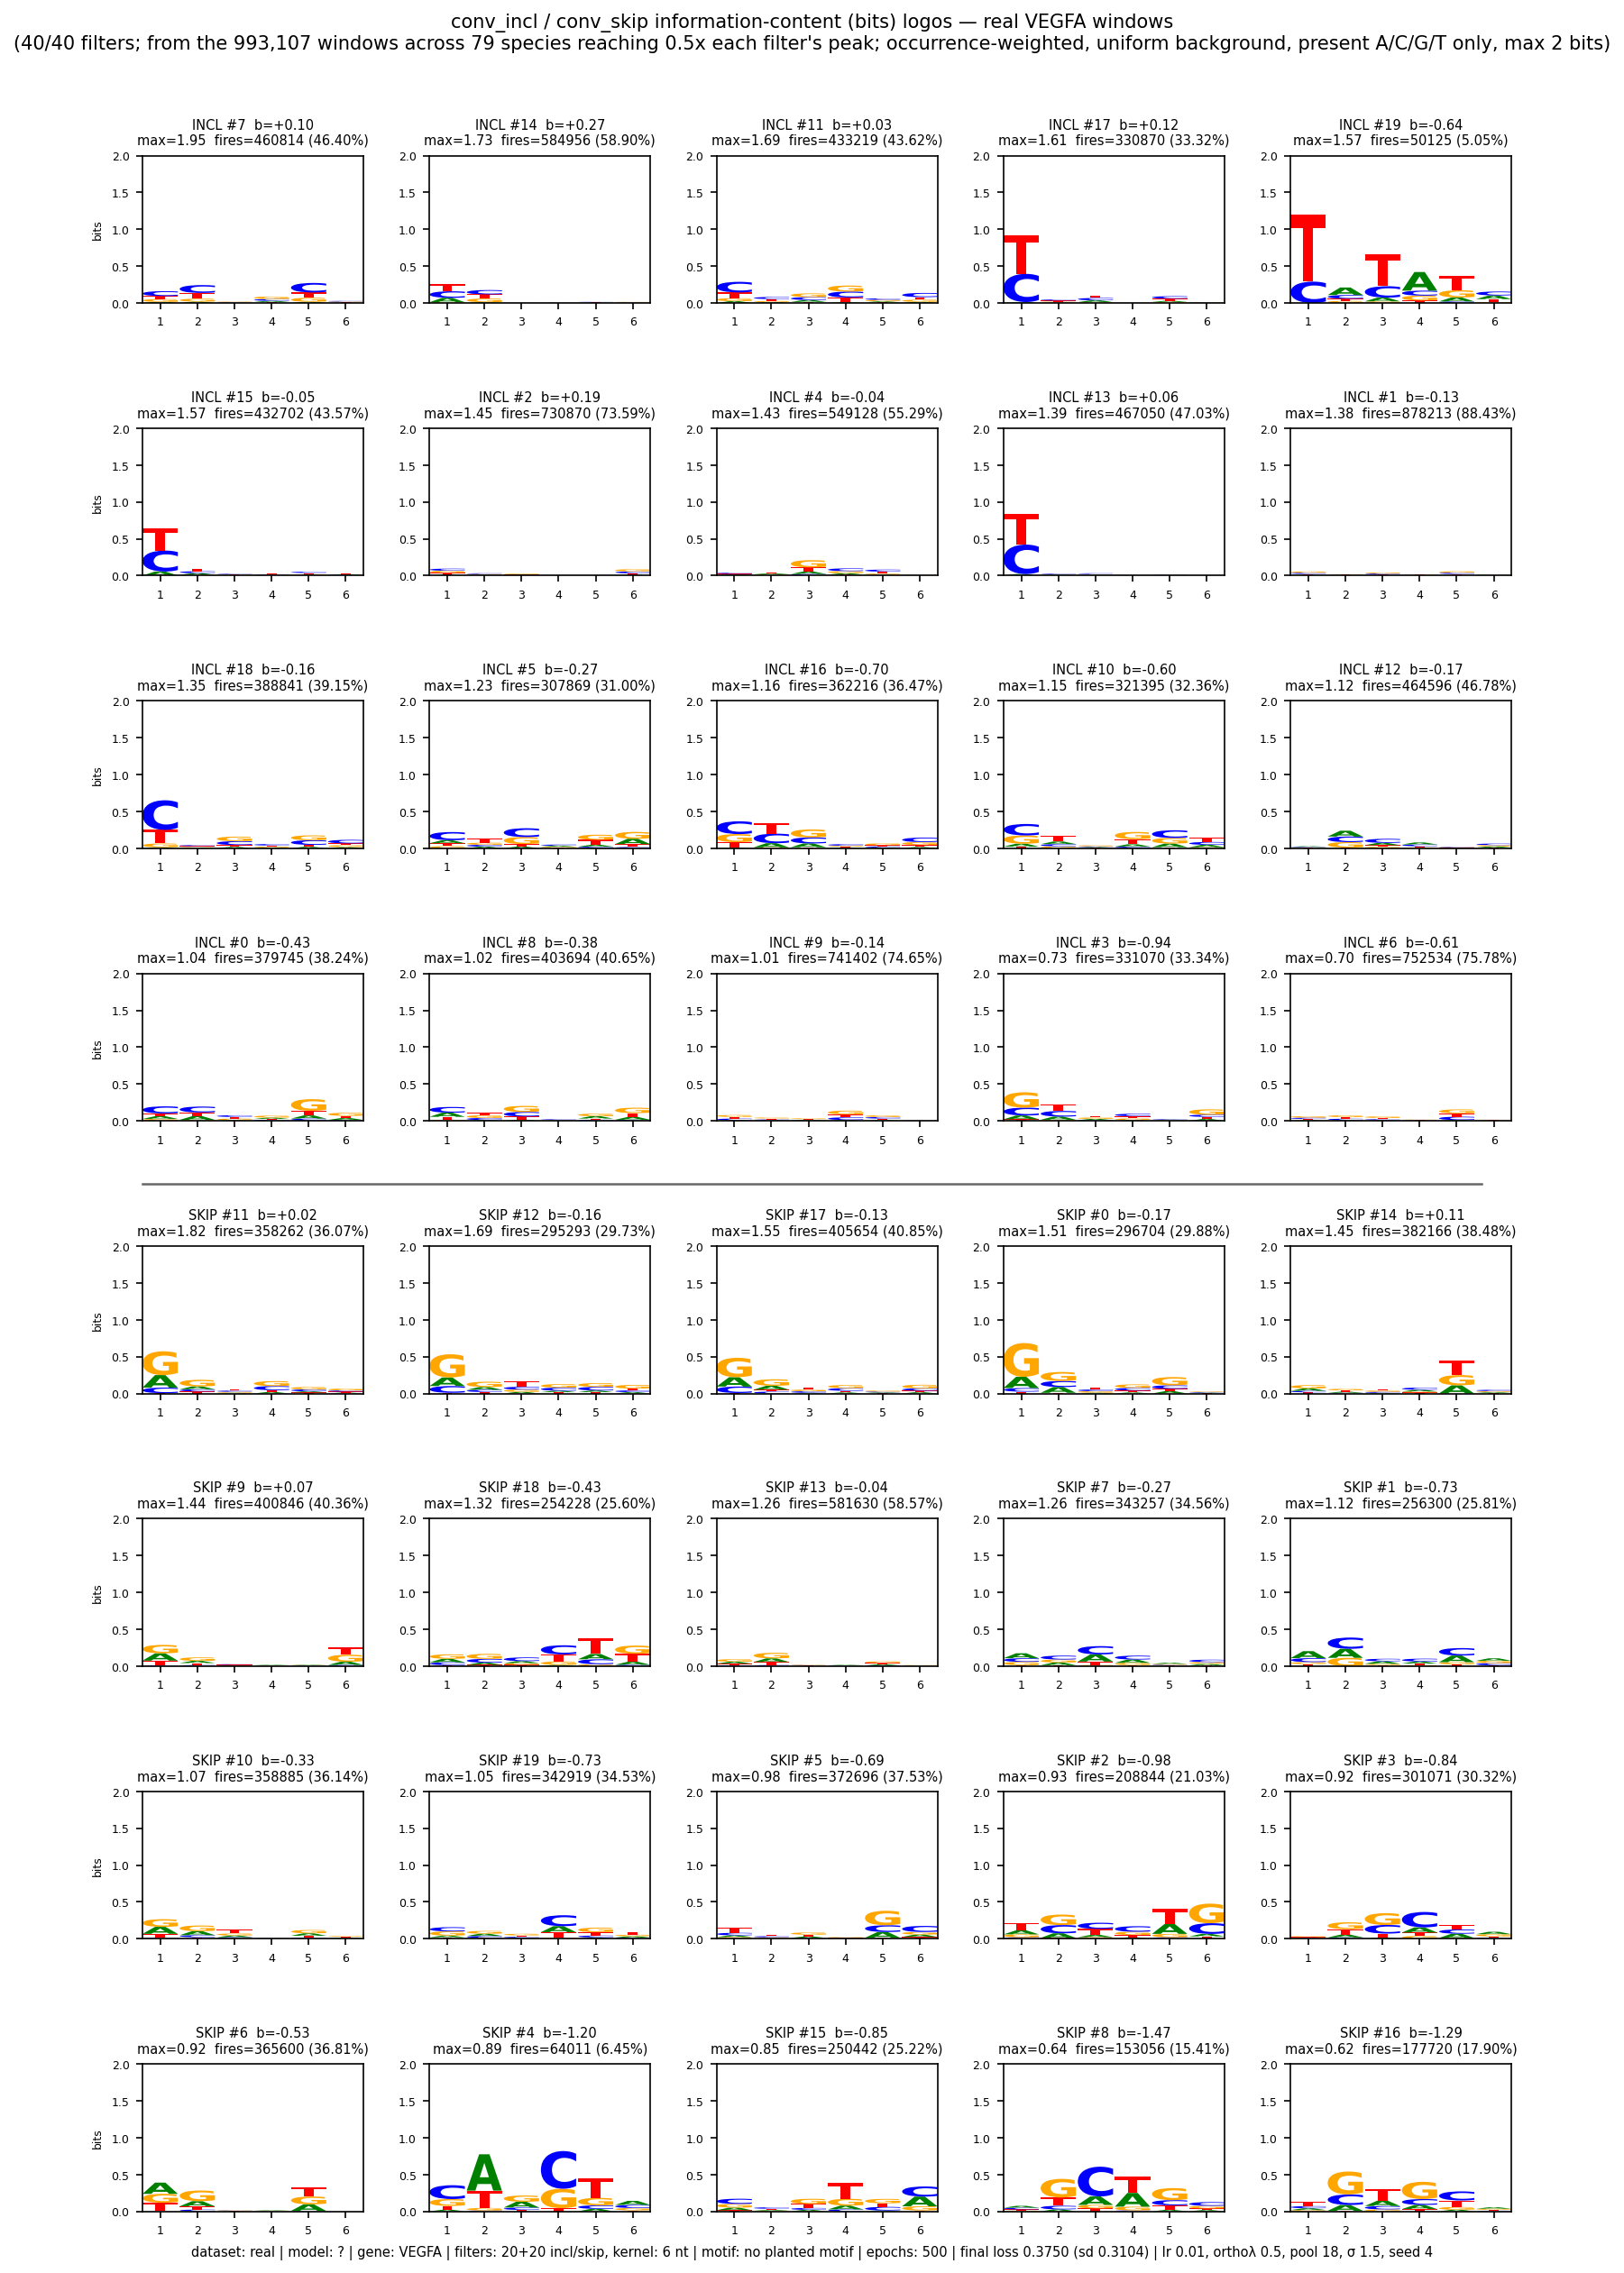 conv_incl / conv_skip information-content (bits) logos — real VEGFA windows
(40/40 filters; from the 993,107 windows across 79 species reaching 0.5x each filter's peak; occurrence-weighted, uniform background, present A/C/G/T only, max 2 bits)
INCL #7 b=+0.10
max=1.95 fires=460814 (46.40%)
INCL #14 b=+0.27
max=1.73 fires=584956 (58.90%)
INCL #11 b=+0.03
max=1.69 fires=433219 (43.62%)
INCL #17 b=+0.12
max=1.61 fires=330870 (33.32%)
INCL #19 b=-0.64
max=1.57 fires=50125 (5.05%)
bits
INCL #15 b=-0.05
max=1.57 fires=432702 (43.57%)
INCL #2 b=+0.19
max=1.45 fires=730870 (73.59%)
INCL #4 b=-0.04
max=1.43 fires=549128 (55.29%)
INCL #13 b=+0.06
max=1.39 fires=467050 (47.03%)
INCL #1 b=-0.13
max=1.38 fires=878213 (88.43%)
bits
INCL #18 b=-0.16
max=1.35 fires=388841 (39.15%)
INCL #5 b=-0.27
max=1.23 fires=307869 (31.00%)
INCL #16 b=-0.70
max=1.16 fires=362216 (36.47%)
INCL #10 b=-0.60
max=1.15 fires=321395 (32.36%)
INCL #12 b=-0.17
max=1.12 fires=464596 (46.78%)
bits
INCL #0 b=-0.43
max=1.04 fires=379745 (38.24%)
INCL #8 b=-0.38
max=1.02 fires=403694 (40.65%)
INCL #9 b=-0.14
max=1.01 fires=741402 (74.65%)
INCL #3 b=-0.94
max=0.73 fires=331070 (33.34%)
INCL #6 b=-0.61
max=0.70 fires=752534 (75.78%)
bits
SKIP #11 b=+0.02
max=1.82 fires=358262 (36.07%)
SKIP #12 b=-0.16
max=1.69 fires=295293 (29.73%)
SKIP #17 b=-0.13
max=1.55 fires=405654 (40.85%)
SKIP #0 b=-0.17
max=1.51 fires=296704 (29.88%)
SKIP #14 b=+0.11
max=1.45 fires=382166 (38.48%)
bits
SKIP #9 b=+0.07
max=1.44 fires=400846 (40.36%)
SKIP #18 b=-0.43
max=1.32 fires=254228 (25.60%)
SKIP #13 b=-0.04
max=1.26 fires=581630 (58.57%)
SKIP #7 b=-0.27
max=1.26 fires=343257 (34.56%)
SKIP #1 b=-0.73
max=1.12 fires=256300 (25.81%)
bits
SKIP #10 b=-0.33
max=1.07 fires=358885 (36.14%)
SKIP #19 b=-0.73
max=1.05 fires=342919 (34.53%)
SKIP #5 b=-0.69
max=0.98 fires=372696 (37.53%)
SKIP #2 b=-0.98
max=0.93 fires=208844 (21.03%)
SKIP #3 b=-0.84
max=0.92 fires=301071 (30.32%)
bits
SKIP #6 b=-0.53
max=0.92 fires=365600 (36.81%)
SKIP #4 b=-1.20
max=0.89 fires=64011 (6.45%)
SKIP #15 b=-0.85
max=0.85 fires=250442 (25.22%)
SKIP #8 b=-1.47
max=0.64 fires=153056 (15.41%)
SKIP #16 b=-1.29
max=0.62 fires=177720 (17.90%)
bits
dataset: real | model: ? | gene: VEGFA | filters: 20+20 incl/skip, kernel: 6 nt | motif: no planted motif | epochs: 500 | final loss 0.3750 (sd 0.3104) | lr 0.01, orthoλ 0.5, pool 18, σ 1.5, seed 4